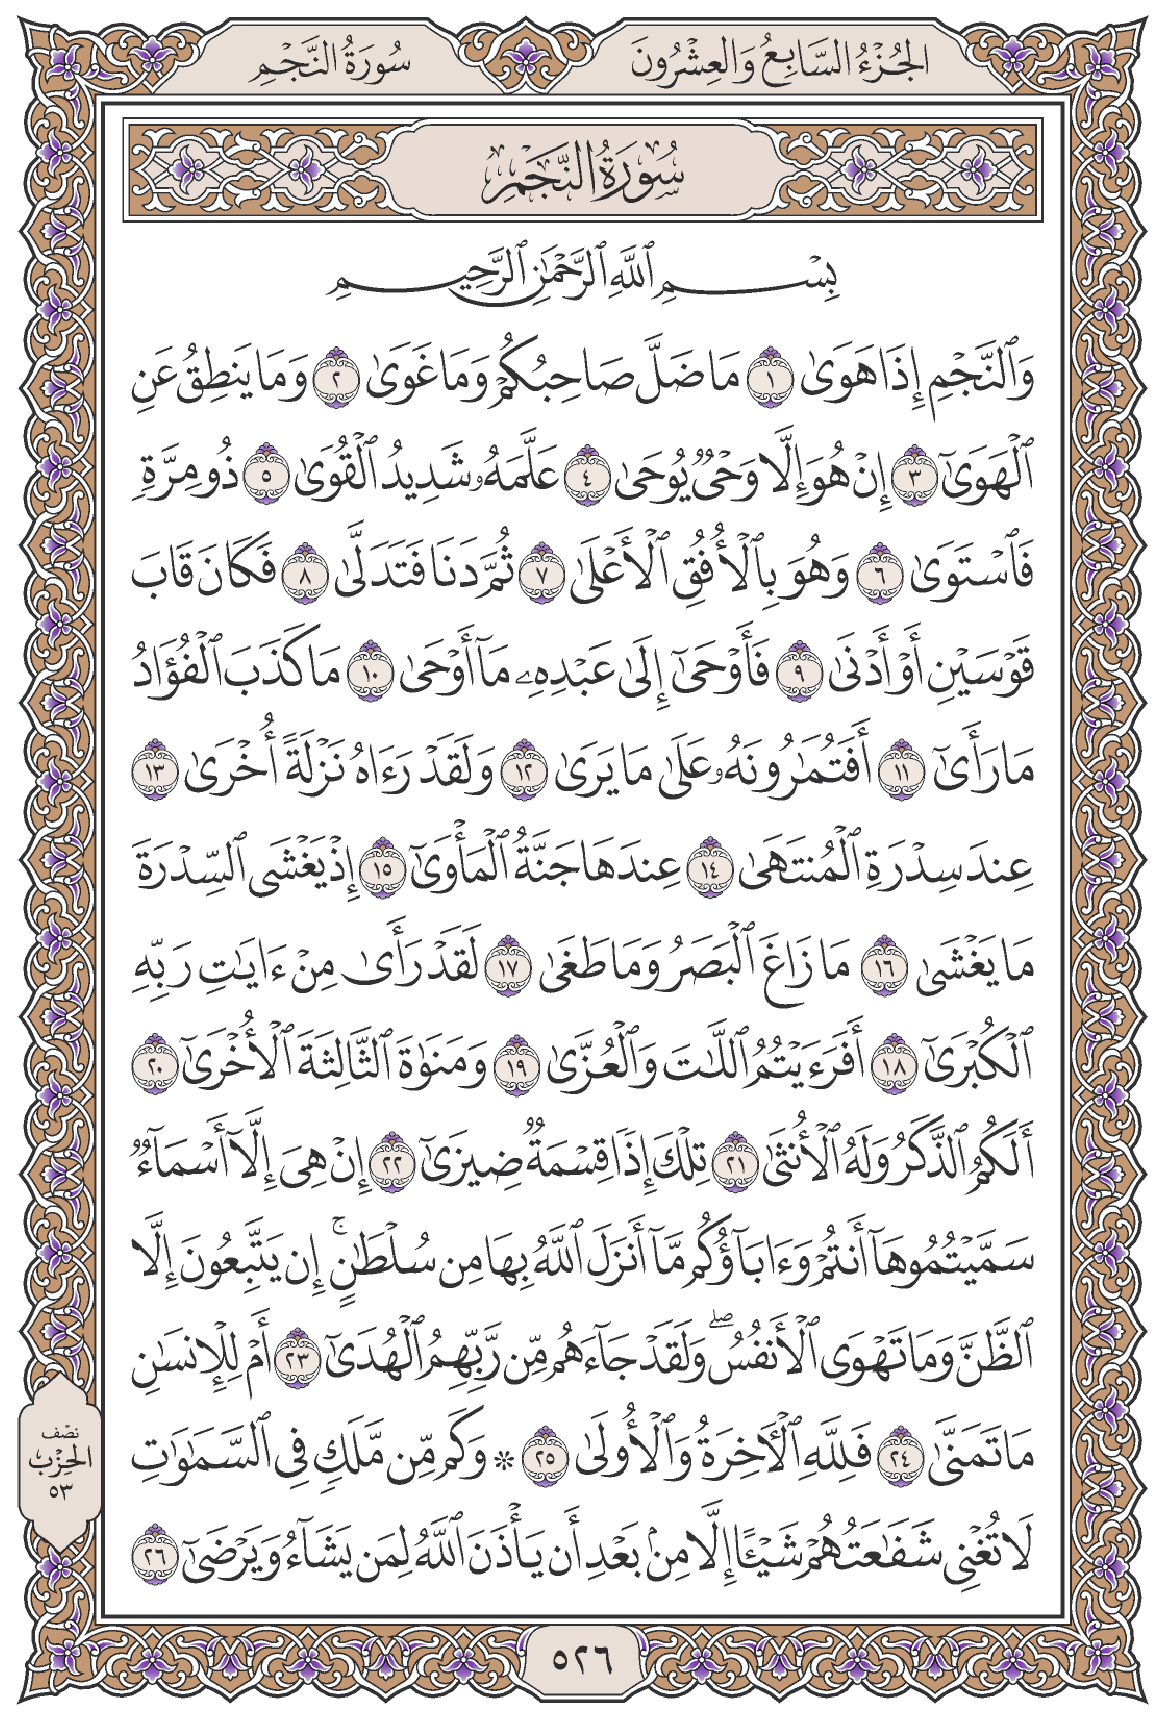 الجُزْءُ السَّابِعُ وَالعِشْرُونَ
سُورَةُ النَّجْمِ
سُورَةُ النَّجْمِ
بِسْمِ ٱللَّهِ ٱلرَّحْمَٰنِ ٱلرَّحِيمِ
وَٱلنَّجْمِ إِذَا هَوَىٰ ١ مَا ضَلَّ صَاحِبُكُمْ وَمَا غَوَىٰ ٢ وَمَا يَنطِقُ عَنِ
ٱلْهَوَىٰٓ ٣ إِنْ هُوَ إِلَّا وَحْىٌ يُوحَىٰ ٤ عَلَّمَهُۥ شَدِيدُ ٱلْقُوَىٰ ٥ ذُو مِرَّةٍ
فَٱسْتَوَىٰ ٦ وَهُوَ بِٱلْأُفُقِ ٱلْأَعْلَىٰ ٧ ثُمَّ دَنَا فَتَدَلَّىٰ ٨ فَكَانَ قَابَ
قَوْسَيْنِ أَوْ أَدْنَىٰ ٩ فَأَوْحَىٰٓ إِلَىٰ عَبْدِهِۦ مَآ أَوْحَىٰ ١٠ مَا كَذَبَ ٱلْفُؤَادُ
مَا رَأَىٰٓ ١١ أَفَتُمَٰرُونَهُۥ عَلَىٰ مَا يَرَىٰ ١٢ وَلَقَدْ رَءَاهُ نَزْلَةً أُخْرَىٰ ١٣
عِندَ سِدْرَةِ ٱلْمُنتَهَىٰ ١٤ عِندَهَا جَنَّةُ ٱلْمَأْوَىٰٓ ١٥ إِذْ يَغْشَى ٱلسِّدْرَةَ
مَا يَغْشَىٰ ١٦ مَا زَاغَ ٱلْبَصَرُ وَمَا طَغَىٰ ١٧ لَقَدْ رَأَىٰ مِنْ ءَايَٰتِ رَبِّهِ
ٱلْكُبْرَىٰٓ ١٨ أَفَرَءَيْتُمُ ٱللَّٰتَ وَٱلْعُزَّىٰ ١٩ وَمَنَوٰةَ ٱلثَّالِثَةَ ٱلْأُخْرَىٰٓ ٢٠
أَلَكُمُ ٱلذَّكَرُ وَلَهُ ٱلْأُنثَىٰ ٢١ تِلْكَ إِذًا قِسْمَةٌ ضِيزَىٰٓ ٢٢ إِنْ هِىَ إِلَّآ أَسْمَآءٌ
سَمَّيْتُمُوهَآ أَنتُمْ وَءَابَآؤُكُم مَّآ أَنزَلَ ٱللَّهُ بِهَا مِن سُلْطَٰنٍۚ إِن يَتَّبِعُونَ إِلَّا
ٱلظَّنَّ وَمَا تَهْوَى ٱلْأَنفُسُۖ وَلَقَدْ جَآءَهُم مِّن رَّبِّهِمُ ٱلْهُدَىٰٓ ٢٣ أَمْ لِلْإِنسَٰنِ
مَا تَمَنَّىٰ ٢٤ فَلِلَّهِ ٱلْءَاخِرَةُ وَٱلْأُولَىٰ ٢٥ * وَكَم مِّن مَّلَكٍ فِى ٱلسَّمَٰوَٰتِ
لَا تُغْنِى شَفَٰعَتُهُمْ شَيْـًٔا إِلَّا مِنۢ بَعْدِ أَن يَأْذَنَ ٱللَّهُ لِمَن يَشَآءُ وَيَرْضَىٰٓ ٢٦
نصْف
الحِزْبِ
٥٣
٥٢٦